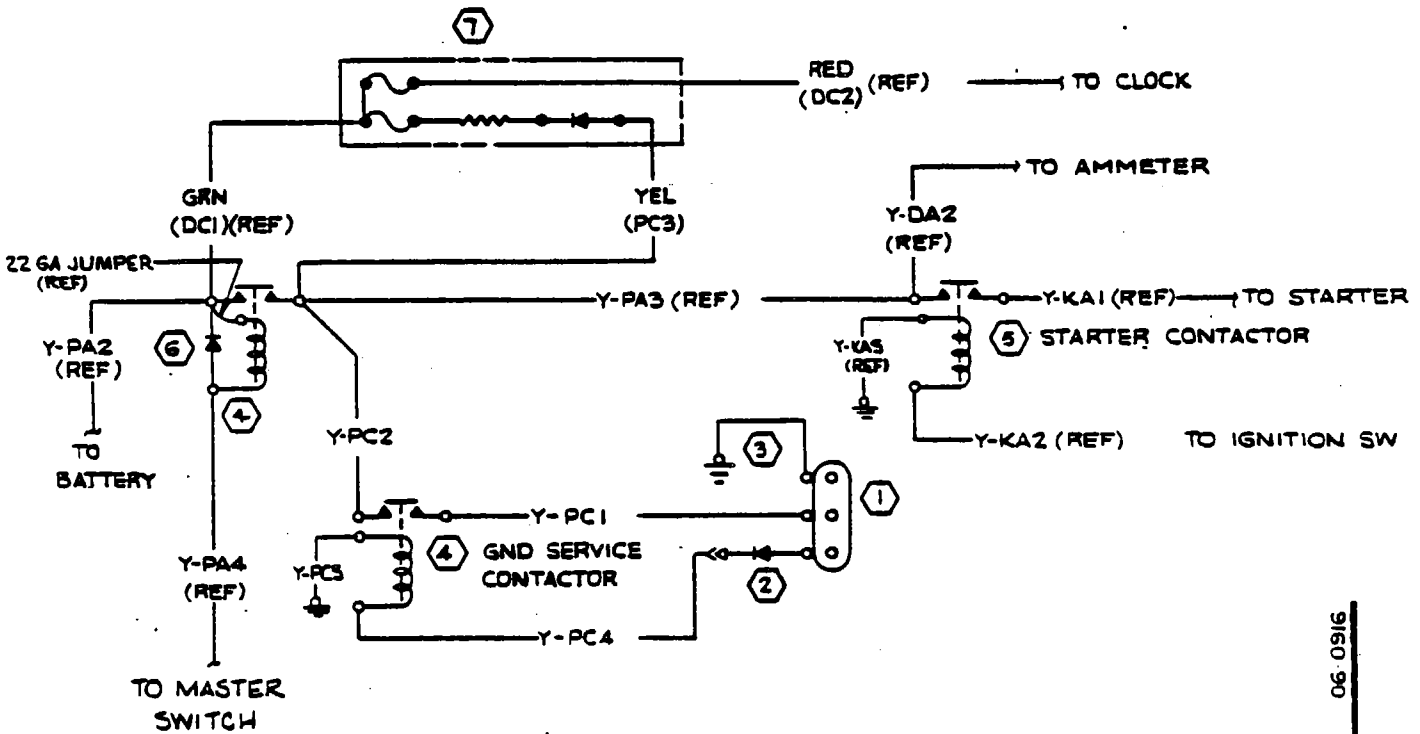 7
RED
(DC2) (REF)
TO CLOCK
TO AMMETER
GRN
(DC1)(REF)
YEL
(PC3)
Y-DA2
(REF)
22 GA JUMPER
(REF)
Y-PA3 (REF)
Y-KA1 (REF)
TO STARTER
Y-PA2
(REF)
6
Y-KA5
(REF)
5
STARTER CONTACTOR
4
Y-PC2
Y-KA2 (REF)
TO IGNITION SW
TO
BATTERY
3
1
Y-PC1
Y-PA4
(REF)
Y-PC5
4
GND SERVICE
CONTACTOR
2
Y-PC4
TO MASTER
SWITCH
06 0916